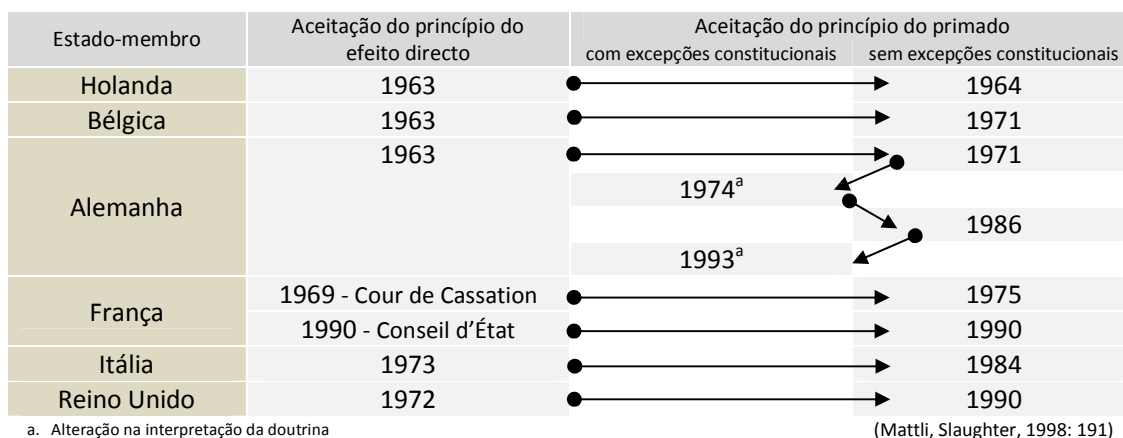 Estado-membro
Aceitação do princípio do
efeito directo
Aceitação do princípio do primado
com excepções constitucionais sem excepções constitucionais
Holanda 1963 1964
Bélgica 1963 1971
Alemanha
1963 1971
1974ª
1986
1993ª
França
1969 - Cour de Cassation 1975
1990 - Conseil d’État 1990
Itália 1973 1984
Reino Unido 1972 1990
a. Alteração na interpretação da doutrina (Mattli, Slaughter, 1998: 191)